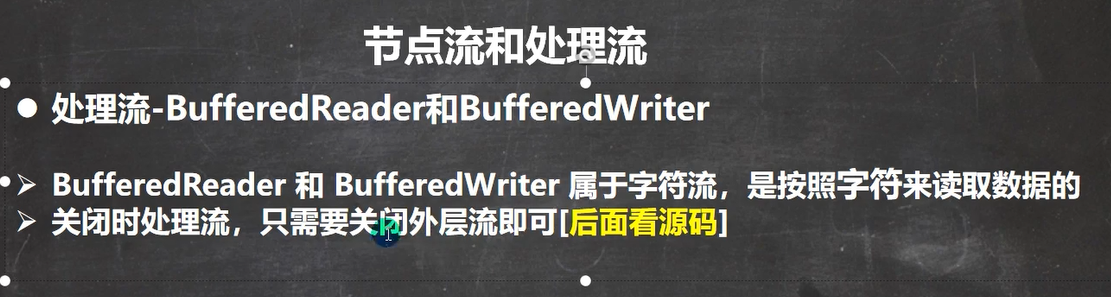 节点流和处理流
处理流-BufferedReader和BufferedWriter
BufferedReader 和 BufferedWriter 属于字符流，是按照字符来读取数据的
关闭时处理流，只需要关闭外层流即可[后面看源码]